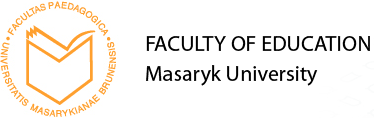 • FACULTAS PAEDAGOGICA •
UNIVERSITATIS MASARYKIANAE BRUNENSIS
FACULTY OF EDUCATION
Masaryk University